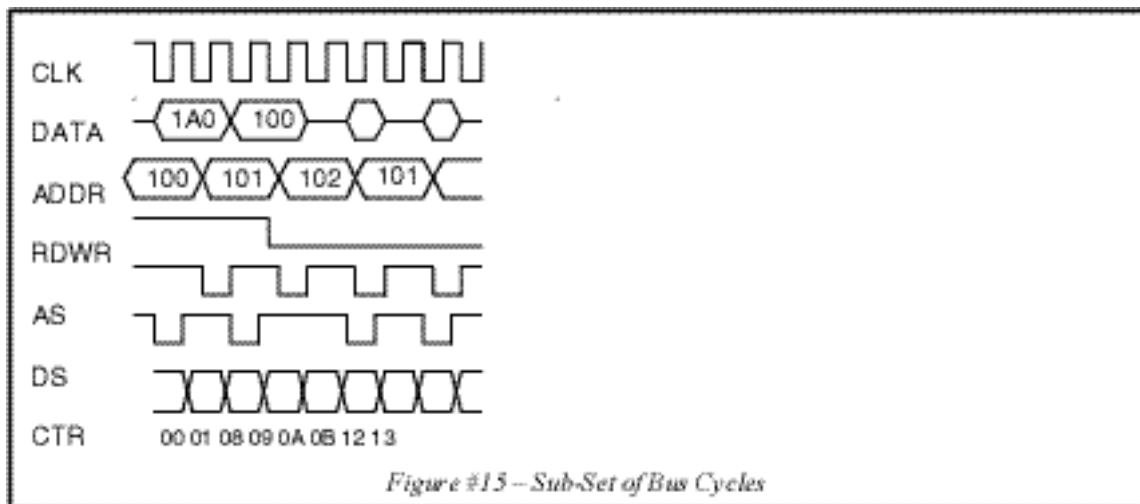 CLK
DATA 1A0 100
ADDR 100 101 102 101
RDWR
AS
DS
CTR 00 01 08 09 0A 0B 12 13
Figure #15 – Sub-Set of Bus Cycles